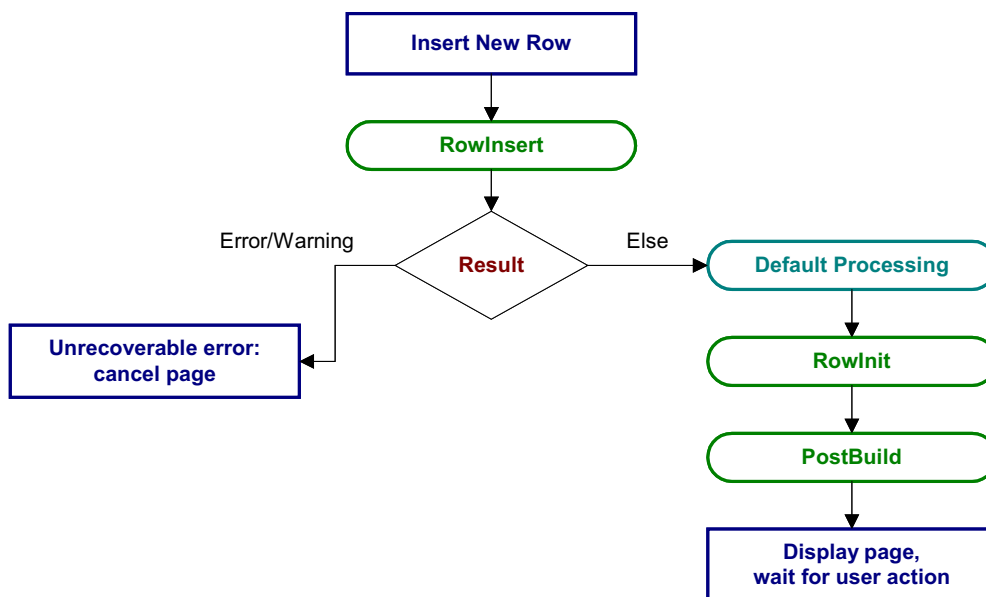 Insert New Row
RowInsert
Error/Warning
Else
Result
Default Processing
Unrecoverable error:
cancel page
RowInit
PostBuild
Display page,
wait for user action